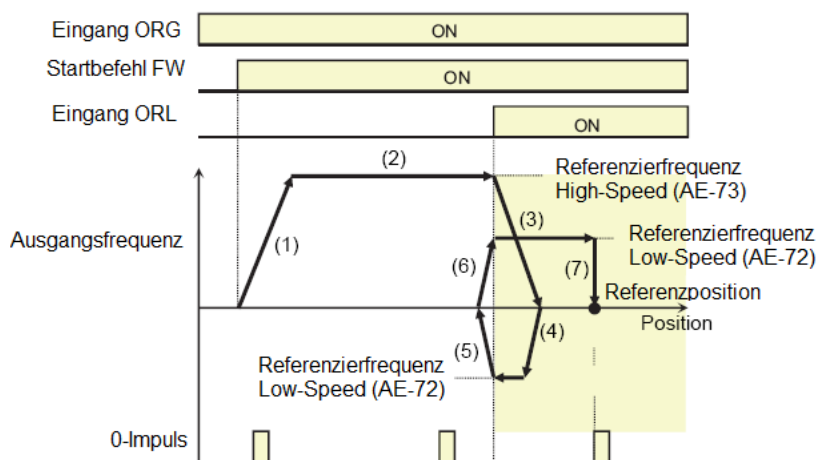 Eingang ORG
ON
Startbefehl FW
ON
Eingang ORL
ON
(2)
Referenzierfrequenz
High-Speed (AE-73)
(3)
Ausgangsfrequenz
(1)
Referenzierfrequenz
Low-Speed (AE-72)
(6)
(7)
Referenzposition
Position
(4)
(5)
Referenzierfrequenz
Low-Speed (AE-72)
0-Impuls